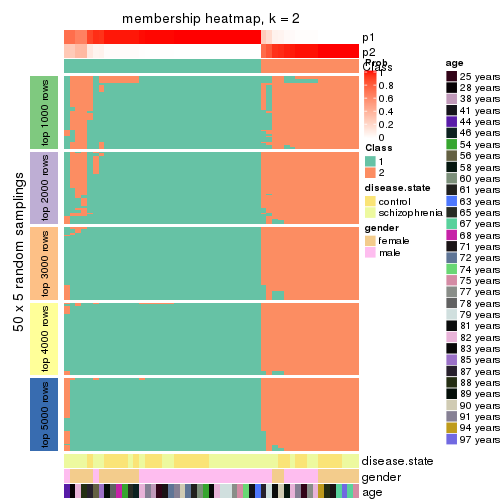 membership heatmap, k = 2
p1
p2
Class
50 x 5 random samplings
top 1000 rows
top 2000 rows
top 3000 rows
top 4000 rows
top 5000 rows
disease.state
gender
age
Prob
1
0.8
0.6
0.4
0.2
0
Class
1
2
disease.state
control
schizophrenia
gender
female
male
age
25 years
28 years
38 years
41 years
44 years
46 years
54 years
56 years
58 years
60 years
61 years
63 years
65 years
67 years
68 years
71 years
72 years
74 years
75 years
77 years
78 years
79 years
81 years
82 years
83 years
85 years
87 years
88 years
89 years
90 years
91 years
94 years
97 years